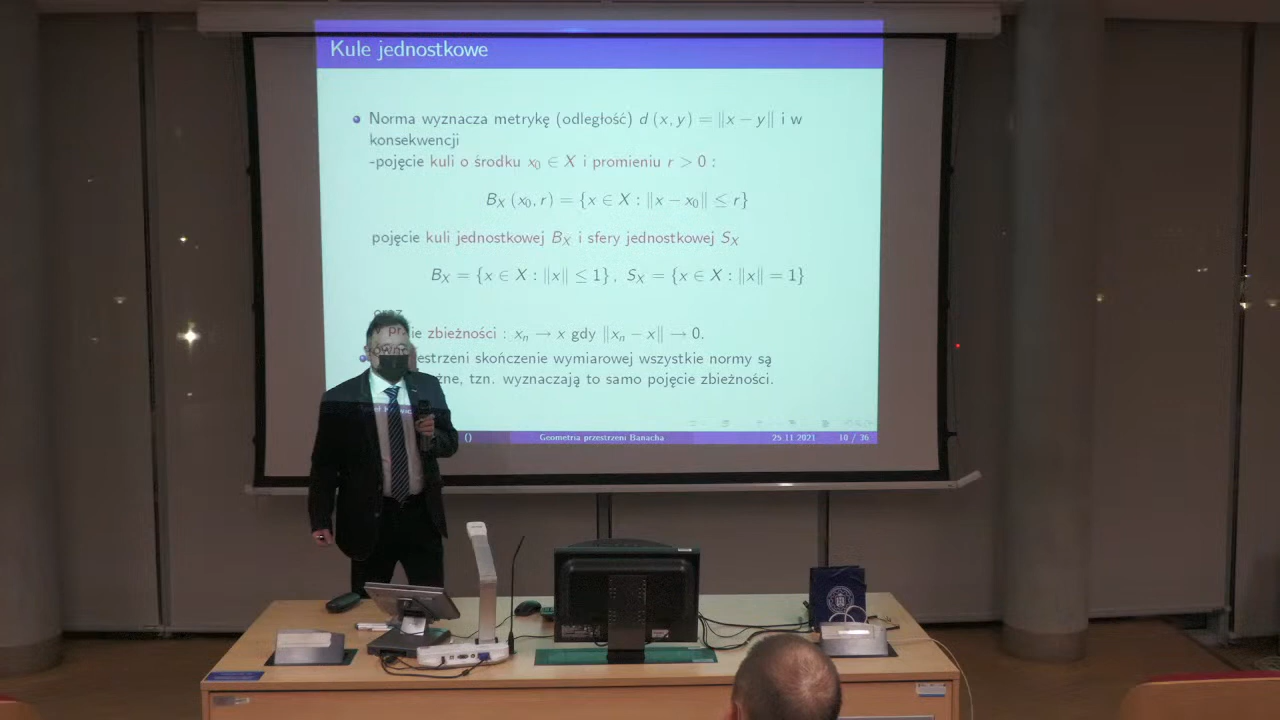 Kule jednostkowe
Norma wyznacza metrykę (odległość) d (x, y) = ‖x − y‖ i w
konsekwencji
-pojęcie kuli o środku x₀ ∈ X i promieniu r > 0 :
B_X (x₀, r) = {x ∈ X : ‖x − x₀‖ ≤ r}
pojęcie kuli jednostkowej B_X i sfery jednostkowej S_X
B_X = {x ∈ X : ‖x‖ ≤ 1} , S_X = {x ∈ X : ‖x‖ = 1}
zbieżności : xₙ → x gdy ‖xₙ − x‖ → 0.
skończenie wymiarowej wszystkie normy są
tzn. wyznaczają to samo pojęcie zbieżności.
() Geometria przestrzeni Banacha 25 11 2021 10 / 36